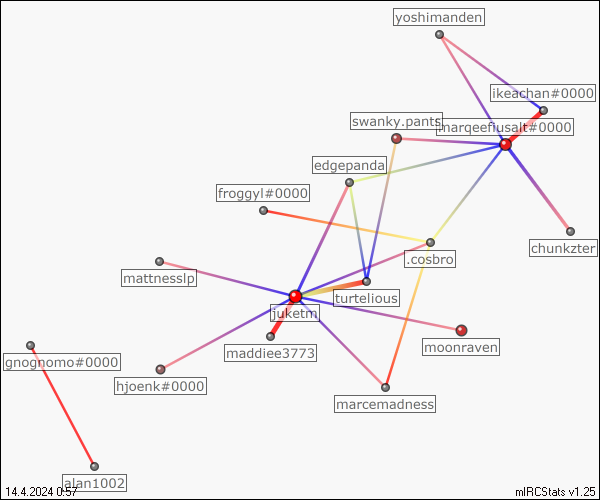 yoshimanden
ikeachan#0000
swanky.pants
marqeefiusalt#0000
edgepanda
froggyl#0000
chunkzter
.cosbro
mattnesslp
turtelious
juketm
moonraven
maddiee3773
gnognomo#0000
hjoenk#0000
marcemadness
alan1002
14.4.2024 0:57
mIRCStats v1.25